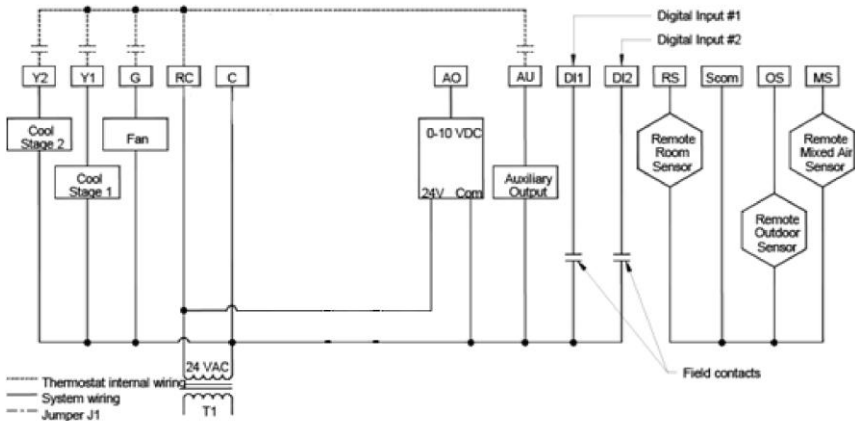 Digital Input #1
Digital Input #2
Y2 Y1 G RC C AO AU DI1 DI2 RS Scom OS MS
Cool
Stage 2
Cool
Stage 1
Fan
0-10 VDC
24V Com
Auxiliary
Output
Remote
Room
Sensor
Remote
Outdoor
Sensor
Remote
Mixed Air
Sensor
24 VAC
T1
Thermostat internal wiring
System wiring
Jumper J1
Field contacts